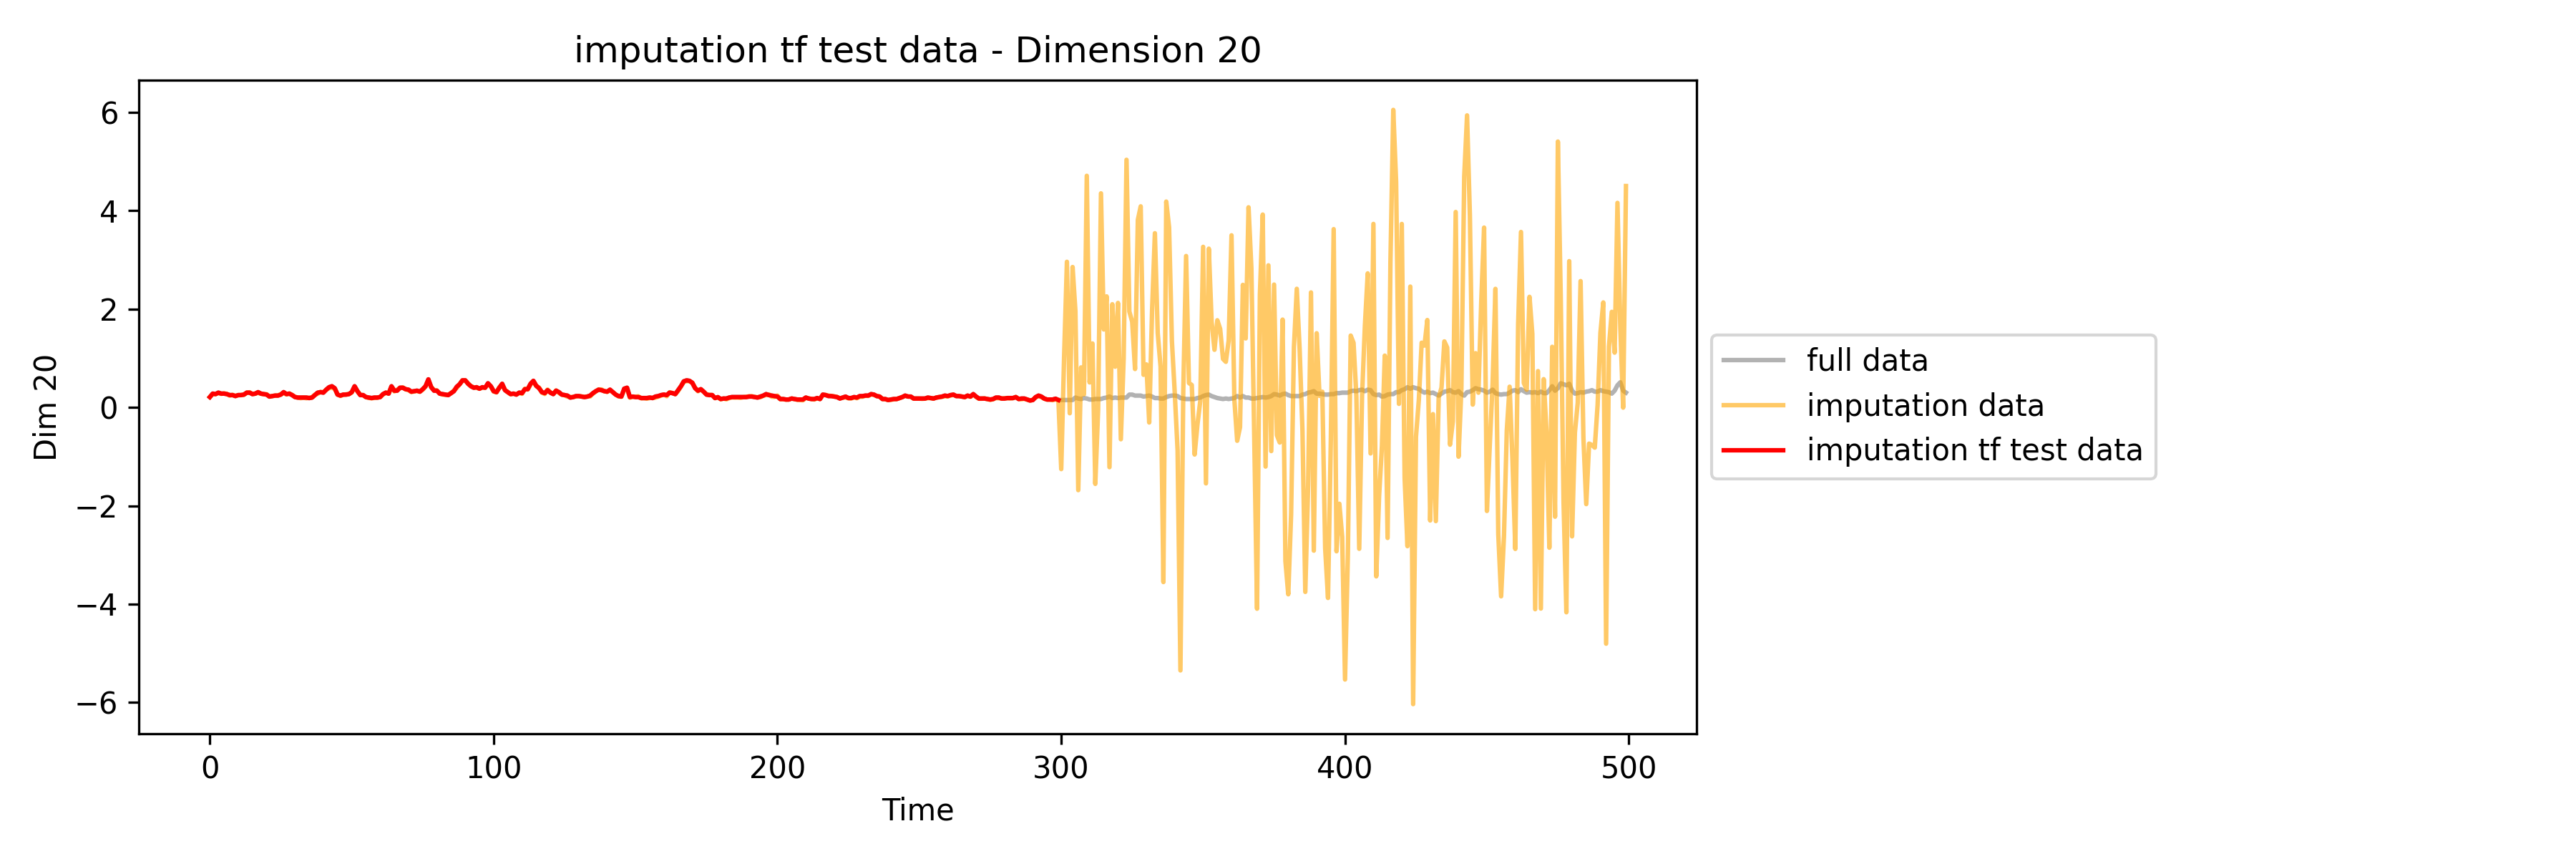 imputation tf test data - Dimension 20
6
4
2
0
−2
−4
−6
Dim 20
0 100 200 300 400 500
Time
full data
imputation data
imputation tf test data